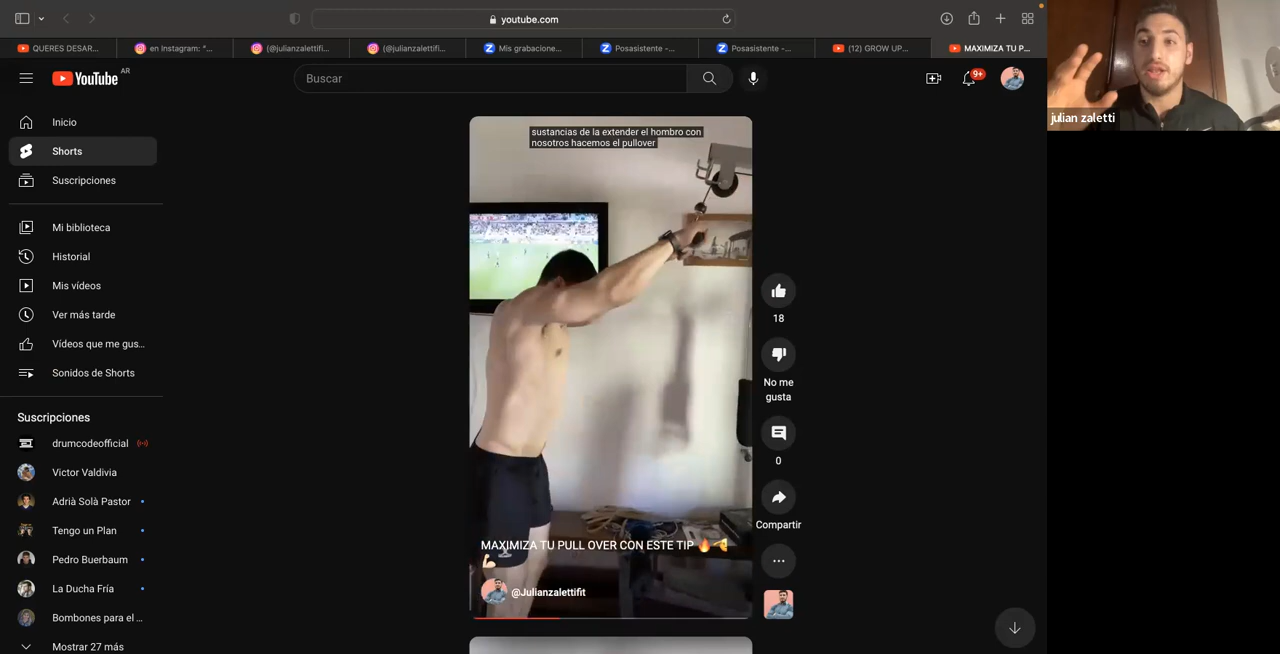 youtube.com
QUERES DESAR...
en Instagram: "...
(@julianzalettifi...
(@julianzalettifi...
Mis grabacione...
Posasistente -...
Posasistente -...
(12) GROW UP...
MAXIMIZA TU P...
YouTube AR
Buscar
9+
julian zaletti
Inicio
Shorts
Suscripciones
Mi biblioteca
Historial
Mis vídeos
Ver más tarde
Vídeos que me gus...
Sonidos de Shorts
Suscripciones
drumcodeofficial
Victor Valdivia
Adrià Solà Pastor
Tengo un Plan
Pedro Buerbaum
La Ducha Fría
Bombones para el ...
Mostrar 27 más
sustancias de la extender el hombro con
nosotros hacemos el pullover
MAXIMIZA TU PULL OVER CON ESTE TIP
@Julianzalettifit
18
No me
gusta
0
Compartir